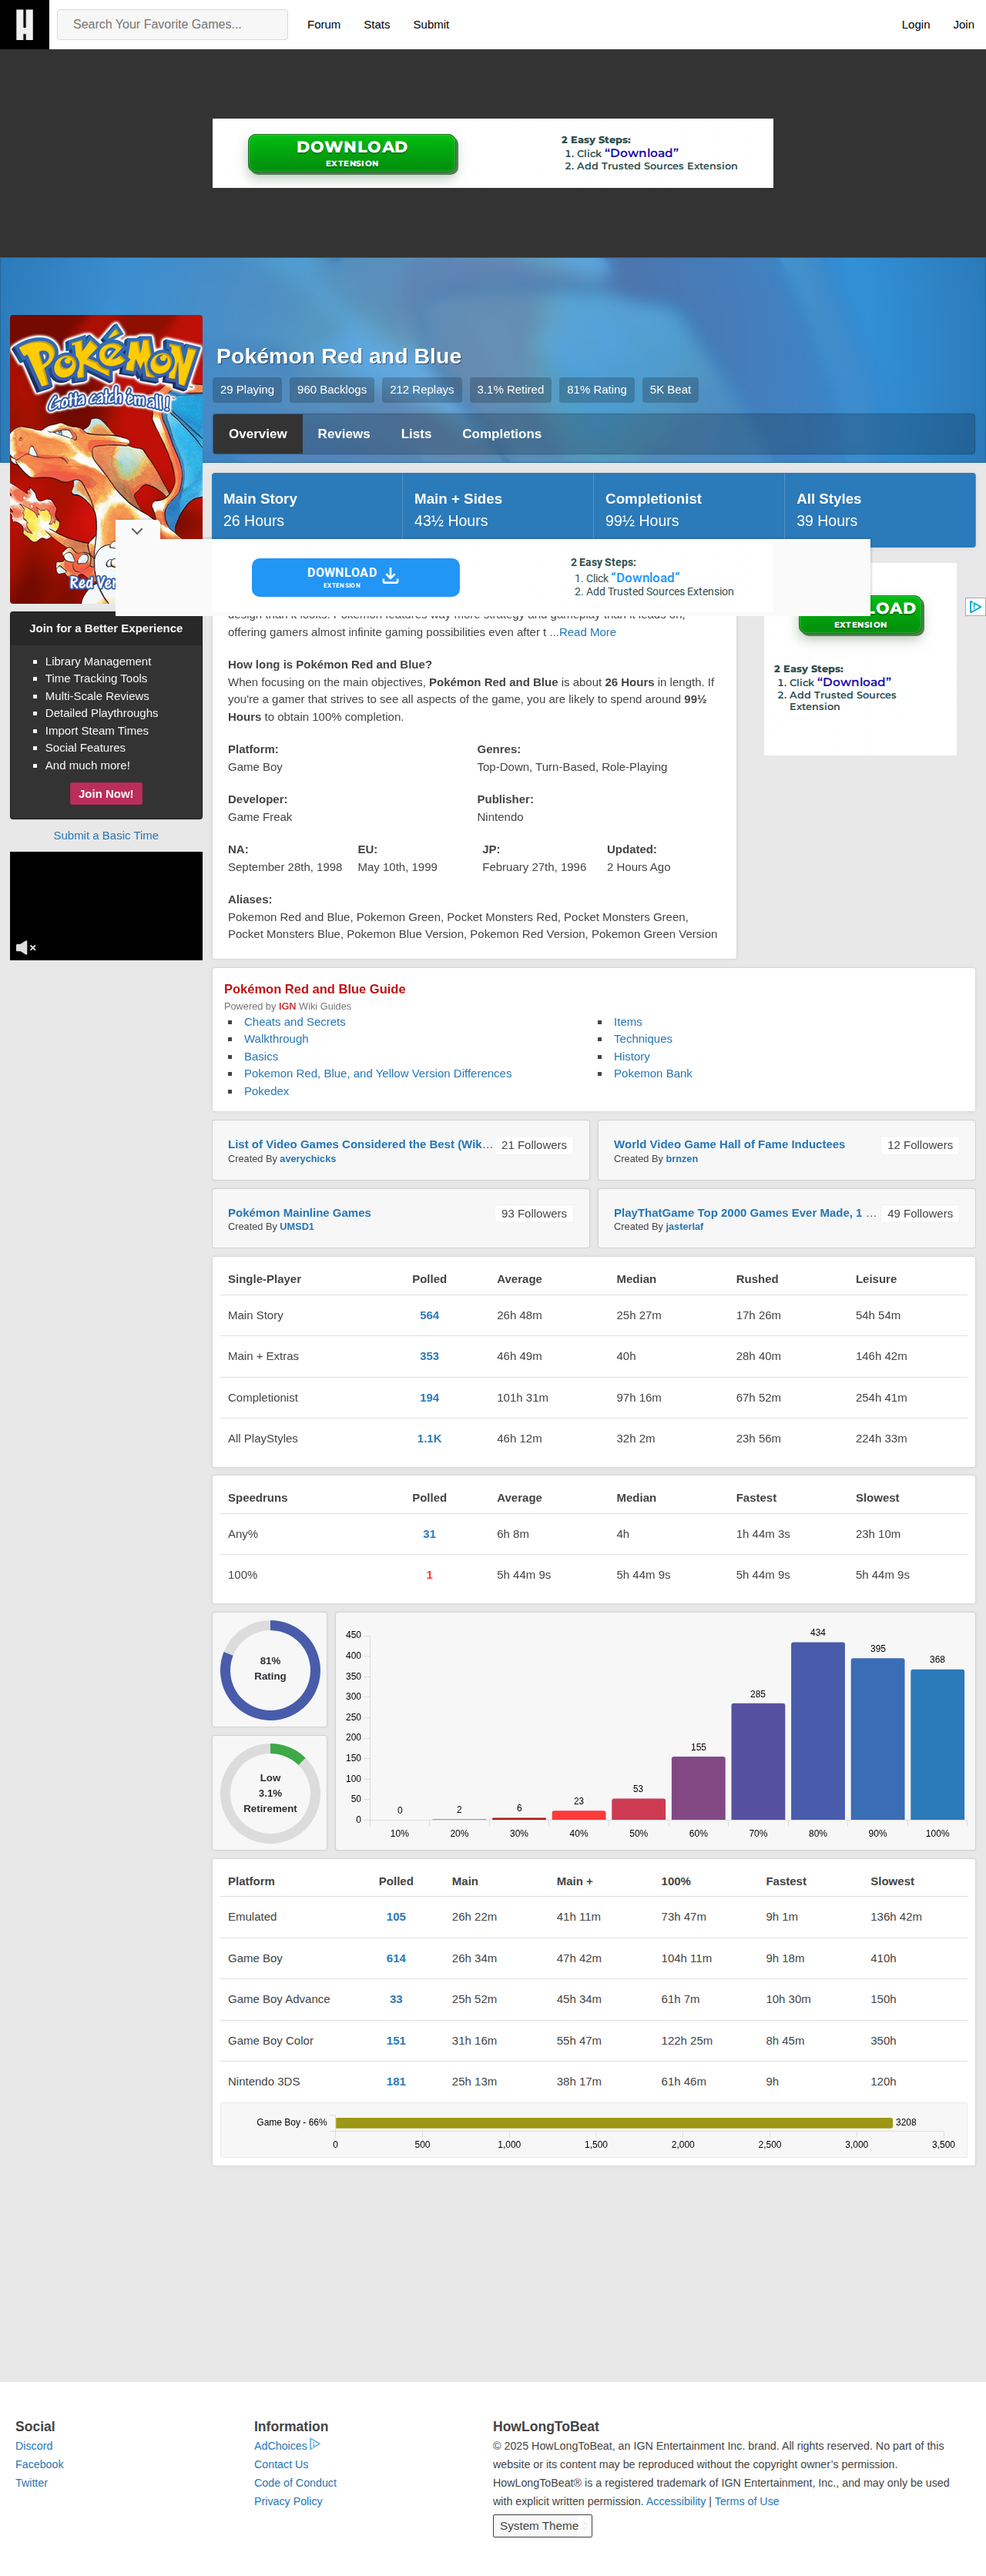 Search Your Favorite Games...
Forum
Stats
Submit
Login
Join
DOWNLOAD
EXTENSION
2 Easy Steps:
1. Click “Download”
2. Add Trusted Sources Extension
POKéMON
Gotta catch 'em all!
Pokémon Red and Blue
29 Playing
960 Backlogs
212 Replays
3.1% Retired
81% Rating
5K Beat
Overview
Reviews
Lists
Completions
Main Story
26 Hours
Main + Sides
43½ Hours
Completionist
99½ Hours
All Styles
39 Hours
DOWNLOAD
EXTENSION
2 Easy Steps:
1. Click “Download”
2. Add Trusted Sources Extension
Red
EXTENSION
2 Easy Steps:
1. Click “Download”
2. Add Trusted Sources
Extension
Join for a Better Experience
Library Management
Time Tracking Tools
Multi-Scale Reviews
Detailed Playthroughs
Import Steam Times
Social Features
And much more!
Join Now!
Submit a Basic Time
offering gamers almost infinite gaming possibilities even after t ...Read More
How long is Pokémon Red and Blue?
When focusing on the main objectives, Pokémon Red and Blue is about 26 Hours in length. If
you're a gamer that strives to see all aspects of the game, you are likely to spend around 99½
Hours to obtain 100% completion.
Platform:
Game Boy
Genres:
Top-Down, Turn-Based, Role-Playing
Developer:
Game Freak
Publisher:
Nintendo
NA:
September 28th, 1998
EU:
May 10th, 1999
JP:
February 27th, 1996
Updated:
2 Hours Ago
Aliases:
Pokemon Red and Blue, Pokemon Green, Pocket Monsters Red, Pocket Monsters Green,
Pocket Monsters Blue, Pokemon Blue Version, Pokemon Red Version, Pokemon Green Version
Pokemon Red and Blue Guide
Powered by IGN Wiki Guides
Cheats and Secrets
Walkthrough
Basics
Pokemon Red, Blue, and Yellow Version Differences
Pokedex
Items
Techniques
History
Pokemon Bank
List of Video Games Considered the Best (Wik...
21 Followers
Created By averychicks
World Video Game Hall of Fame Inductees
12 Followers
Created By brnzen
Pokémon Mainline Games
93 Followers
Created By UMSD1
PlayThatGame Top 2000 Games Ever Made, 1 ...
49 Followers
Created By jasterlaf
Single-Player Polled Average Median Rushed Leisure
Main Story 564 26h 48m 25h 27m 17h 26m 54h 54m
Main + Extras 353 46h 49m 40h 28h 40m 146h 42m
Completionist 194 101h 31m 97h 16m 67h 52m 254h 41m
All PlayStyles 1.1K 46h 12m 32h 2m 23h 56m 224h 33m
Speedruns Polled Average Median Fastest Slowest
Any% 31 6h 8m 4h 1h 44m 3s 23h 10m
100% 1 5h 44m 9s 5h 44m 9s 5h 44m 9s 5h 44m 9s
81%
Rating
Low
3.1%
Retirement
450
400
350
300
250
200
150
100
50
0
0 2 6 23 53 155 285 434 395 368
10% 20% 30% 40% 50% 60% 70% 80% 90% 100%
Platform Polled Main Main + 100% Fastest Slowest
Emulated 105 26h 22m 41h 11m 73h 47m 9h 1m 136h 42m
Game Boy 614 26h 34m 47h 42m 104h 11m 9h 18m 410h
Game Boy Advance 33 25h 52m 45h 34m 61h 7m 10h 30m 150h
Game Boy Color 151 31h 16m 55h 47m 122h 25m 8h 45m 350h
Nintendo 3DS 181 25h 13m 38h 17m 61h 46m 9h 120h
Game Boy - 66% 3208
0 500 1,000 1,500 2,000 2,500 3,000 3,500
Social
Discord
Facebook
Twitter
Information
AdChoices
Contact Us
Code of Conduct
Privacy Policy
HowLongToBeat
© 2025 HowLongToBeat, an IGN Entertainment Inc. brand. All rights reserved. No part of this
website or its content may be reproduced without the copyright owner's permission.
HowLongToBeat® is a registered trademark of IGN Entertainment, Inc., and may only be used
with explicit written permission. Accessibility | Terms of Use
System Theme